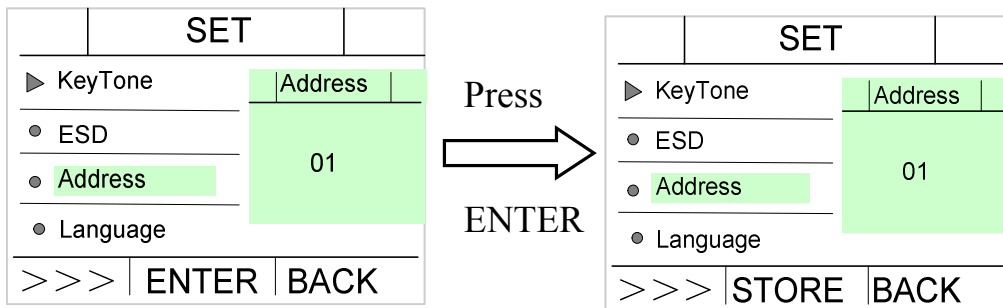 SET
KeyTone
Address
ESD
01
Address
Language
>>> ENTER BACK
Press
ENTER
SET
KeyTone
Address
ESD
01
Address
Language
>>> STORE BACK